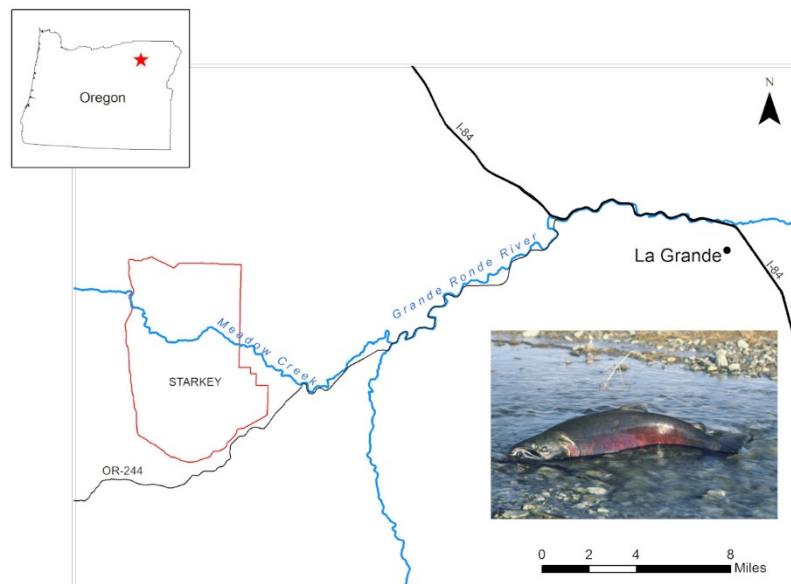 Oregon
N
I-84
Grande Ronde River
La Grande
I-84
Meadow Creek
STARKEY
OR-244
0 2 4 8
Miles